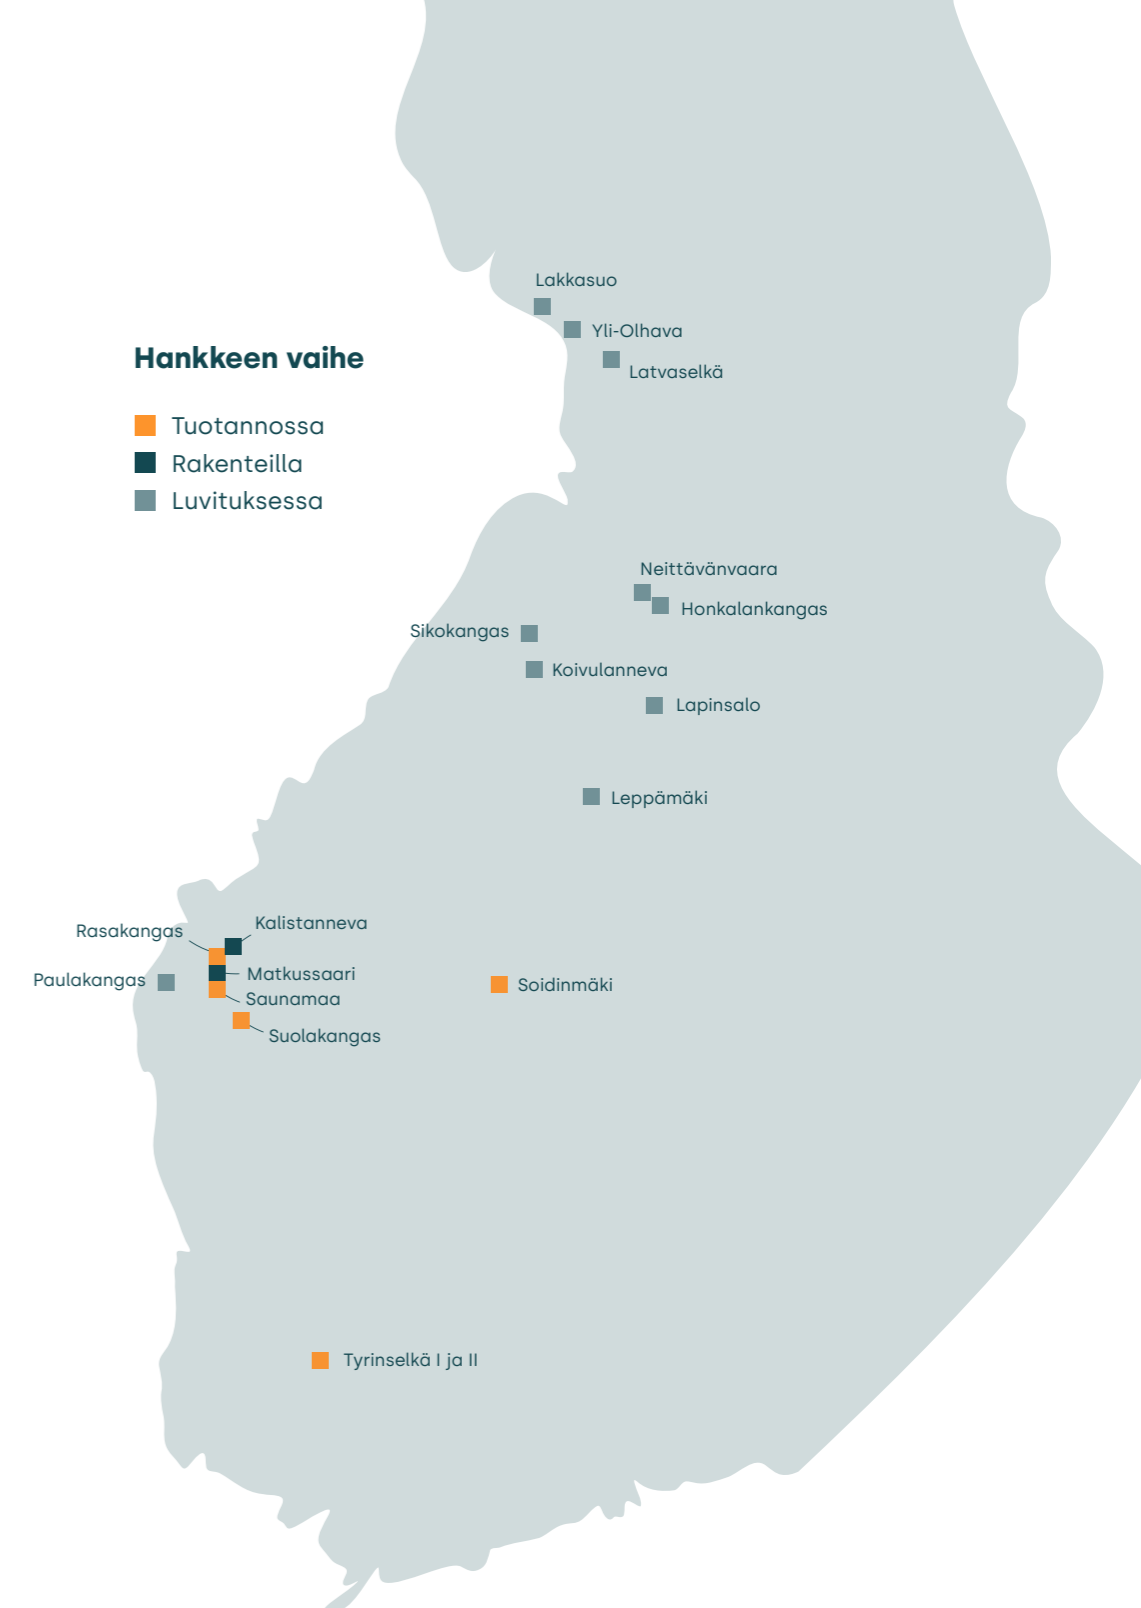 Lakkasuo
Yli-Olhava
Latvaselkä
Hankkeen vaihe
Tuotannossa
Rakenteilla
Luvituksessa
Neittävänvaara
Honkalankangas
Sikokangas
Koivulanneva
Lapinsalo
Leppämäki
Kalistanneva
Rasakangas
Matkussaari
Paulakangas
Soidinmäki
Saunamaa
Suolakangas
Tyrinselkä I ja II